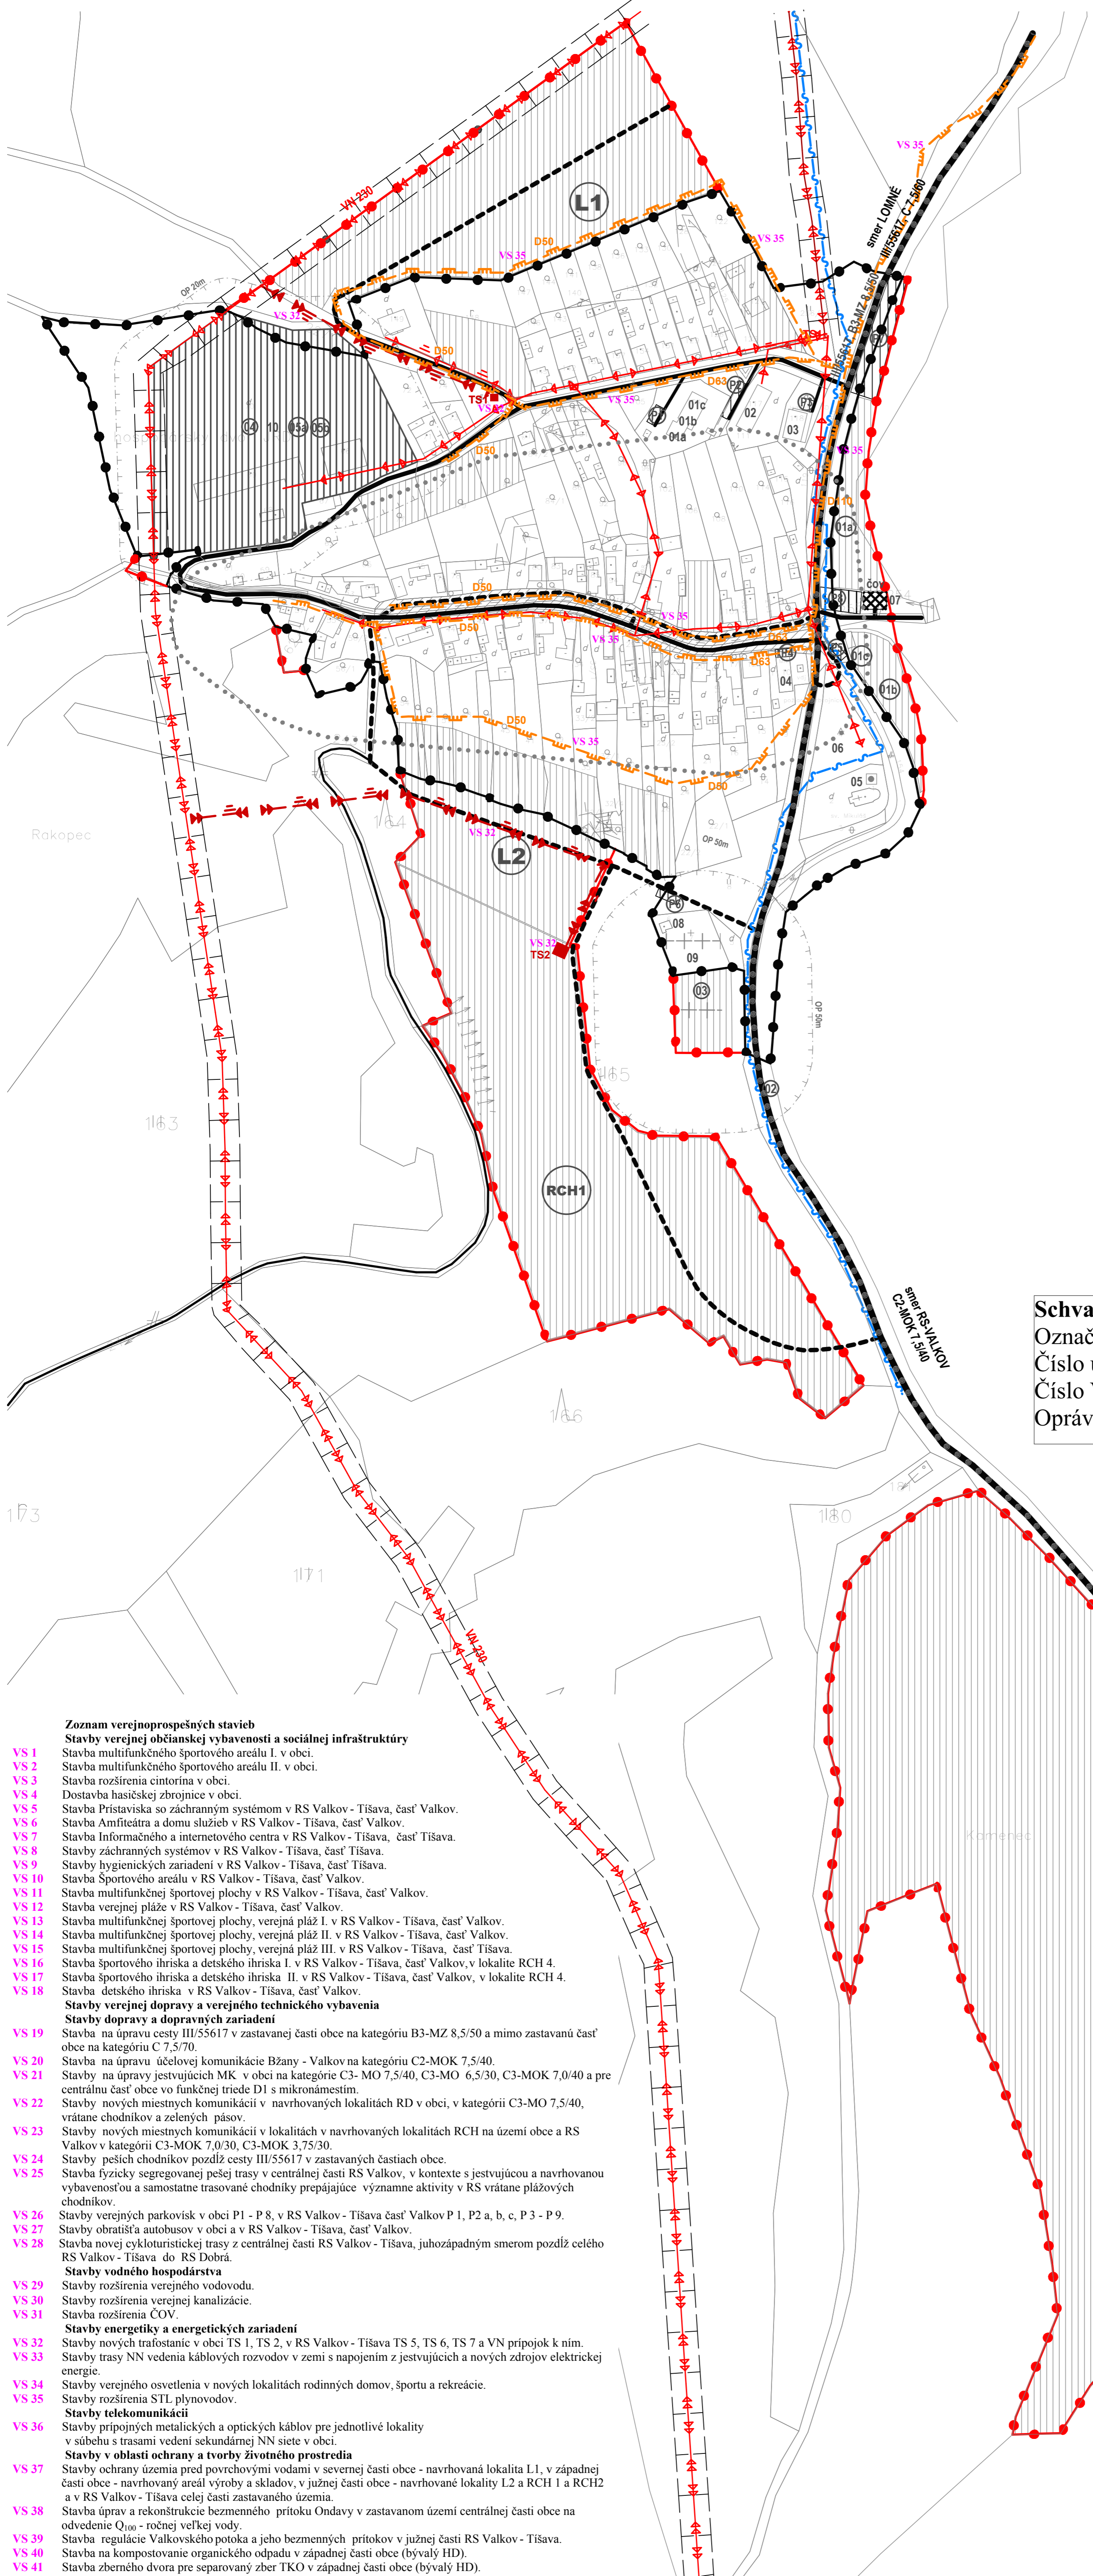 VS 35
smer LOMNÉ
III/55617, C 7,5/60
VN 230
L1
D50
VS 35
VS 35
OP 20m
VS 32
III/55617, B3-MZ 8,5/50
D50
TS1
VS 35
D63
P2
01c
01b
01a
02
03
04
10
05a
05b
D50
VS 35
D110
01a
ČOV
07
D50
D50
VS 35
VS 35
D63
D63
04
01c
01b
D50
VS 35
06
05
D50
Rakopec
164
VS 32
L2
OP 50m
P6
08
VS 32
TS2
09
03
OP 50m
165
02
163
RCH1
smer RS-VALKOV
C2-MOK 7,5/40
Schva
Označ
Číslo u
Číslo V
Opráv
166
173
180
171
VN 230
Kamenec
Zoznam verejnoprospešných stavieb
Stavby verejnej občianskej vybavenosti a sociálnej infraštruktúry
VS 1 Stavba multifunkčného športového areálu I. v obci.
VS 2 Stavba multifunkčného športového areálu II. v obci.
VS 3 Stavba rozšírenia cintorína v obci.
VS 4 Dostavba hasičskej zbrojnice v obci.
VS 5 Stavba Prístaviska so záchranným systémom v RS Valkov - Tíšava, časť Valkov.
VS 6 Stavba Amfiteátra a domu služieb v RS Valkov - Tíšava, časť Valkov.
VS 7 Stavba Informačného a internetového centra v RS Valkov - Tíšava, časť Tíšava.
VS 8 Stavby záchranných systémov v RS Valkov - Tíšava, časť Tíšava.
VS 9 Stavby hygienických zariadení v RS Valkov - Tíšava, časť Tíšava.
VS 10 Stavba Športového areálu v RS Valkov - Tíšava, časť Valkov.
VS 11 Stavba multifunkčnej športovej plochy v RS Valkov - Tíšava, časť Valkov.
VS 12 Stavba verejnej pláže v RS Valkov - Tíšava, časť Valkov.
VS 13 Stavba multifunkčnej športovej plochy, verejná pláž I. v RS Valkov - Tíšava, časť Valkov.
VS 14 Stavba multifunkčnej športovej plochy, verejná pláž II. v RS Valkov - Tíšava, časť Valkov.
VS 15 Stavba multifunkčnej športovej plochy, verejná pláž III. v RS Valkov - Tíšava, časť Tíšava.
VS 16 Stavba športového ihriska a detského ihriska I. v RS Valkov - Tíšava, časť Valkov, v lokalite RCH 4.
VS 17 Stavba športového ihriska a detského ihriska II. v RS Valkov - Tíšava, časť Valkov, v lokalite RCH 4.
VS 18 Stavba detského ihriska v RS Valkov - Tíšava, časť Valkov.
Stavby verejnej dopravy a verejného technického vybavenia
Stavby dopravy a dopravných zariadení
VS 19 Stavba na úpravu cesty III/55617 v zastavanej časti obce na kategóriu B3-MZ 8,5/50 a mimo zastavanú časť
obce na kategóriu C 7,5/70.
VS 20 Stavba na úpravu účelovej komunikácie Bžany - Valkov na kategóriu C2-MOK 7,5/40.
VS 21 Stavby na úpravy jestvujúcich MK v obci na kategórie C3- MO 7,5/40, C3-MO 6,5/30, C3-MOK 7,0/40 a pre
centrálnu časť obce vo funkčnej triede D1 s mikronámestím.
VS 22 Stavby nových miestnych komunikácií v navrhovaných lokalitách RD v obci, v kategórii C3-MO 7,5/40,
vrátane chodníkov a zelených pásov.
VS 23 Stavby nových miestnych komunikácií v lokalitách v navrhovaných lokalitách RCH na území obce a RS
Valkov v kategórii C3-MOK 7,0/30, C3-MOK 3,75/30.
VS 24 Stavby peších chodníkov pozdĺž cesty III/55617 v zastavaných častiach obce.
VS 25 Stavba fyzicky segregovanej pešej trasy v centrálnej časti RS Valkov, v kontexte s jestvujúcou a navrhovanou
vybavenosťou a samostatne trasované chodníky prepájajúce významne aktivity v RS vrátane plážových
chodníkov.
VS 26 Stavby verejných parkovísk v obci P1 - P 8, v RS Valkov - Tíšava časť Valkov P 1, P2 a, b, c, P 3 - P 9.
VS 27 Stavby obratišťa autobusov v obci a v RS Valkov - Tíšava, časť Valkov.
VS 28 Stavba novej cykloturistickej trasy z centrálnej časti RS Valkov - Tíšava, juhozápadným smerom pozdĺž celého
RS Valkov - Tíšava do RS Dobrá.
Stavby vodného hospodárstva
VS 29 Stavby rozšírenia verejného vodovodu.
VS 30 Stavby rozšírenia verejnej kanalizácie.
VS 31 Stavba rozšírenia ČOV.
Stavby energetiky a energetických zariadení
VS 32 Stavby nových trafostaníc v obci TS 1, TS 2, v RS Valkov - Tíšava TS 5, TS 6, TS 7 a VN prípojok k ním.
VS 33 Stavby trasy NN vedenia káblových rozvodov v zemi s napojením z jestvujúcich a nových zdrojov elektrickej
energie.
VS 34 Stavby verejného osvetlenia v nových lokalitách rodinných domov, športu a rekreácie.
VS 35 Stavby rozšírenia STL plynovodov.
Stavby telekomunikácii
VS 36 Stavby prípojných metalických a optických káblov pre jednotlivé lokality
v súbehu s trasami vedení sekundárnej NN siete v obci.
Stavby v oblasti ochrany a tvorby životného prostredia
VS 37 Stavby ochrany územia pred povrchovými vodami v severnej časti obce - navrhovaná lokalita L1, v západnej
časti obce - navrhovaný areál výroby a skladov, v južnej časti obce - navrhované lokality L2 a RCH 1 a RCH2
a v RS Valkov - Tíšava celej časti zastavaného územia.
VS 38 Stavba úprav a rekonštrukcie bezmenného prítoku Ondavy v zastavanom území centrálnej časti obce na
odvedenie Q100 - ročnej veľkej vody.
VS 39 Stavba regulácie Valkovského potoka a jeho bezmenných prítokov v južnej časti RS Valkov - Tíšava.
VS 40 Stavba na kompostovanie organického odpadu v západnej časti obce (bývalý HD).
VS 41 Stavba zberného dvora pre separovaný zber TKO v západnej časti obce (bývalý HD).